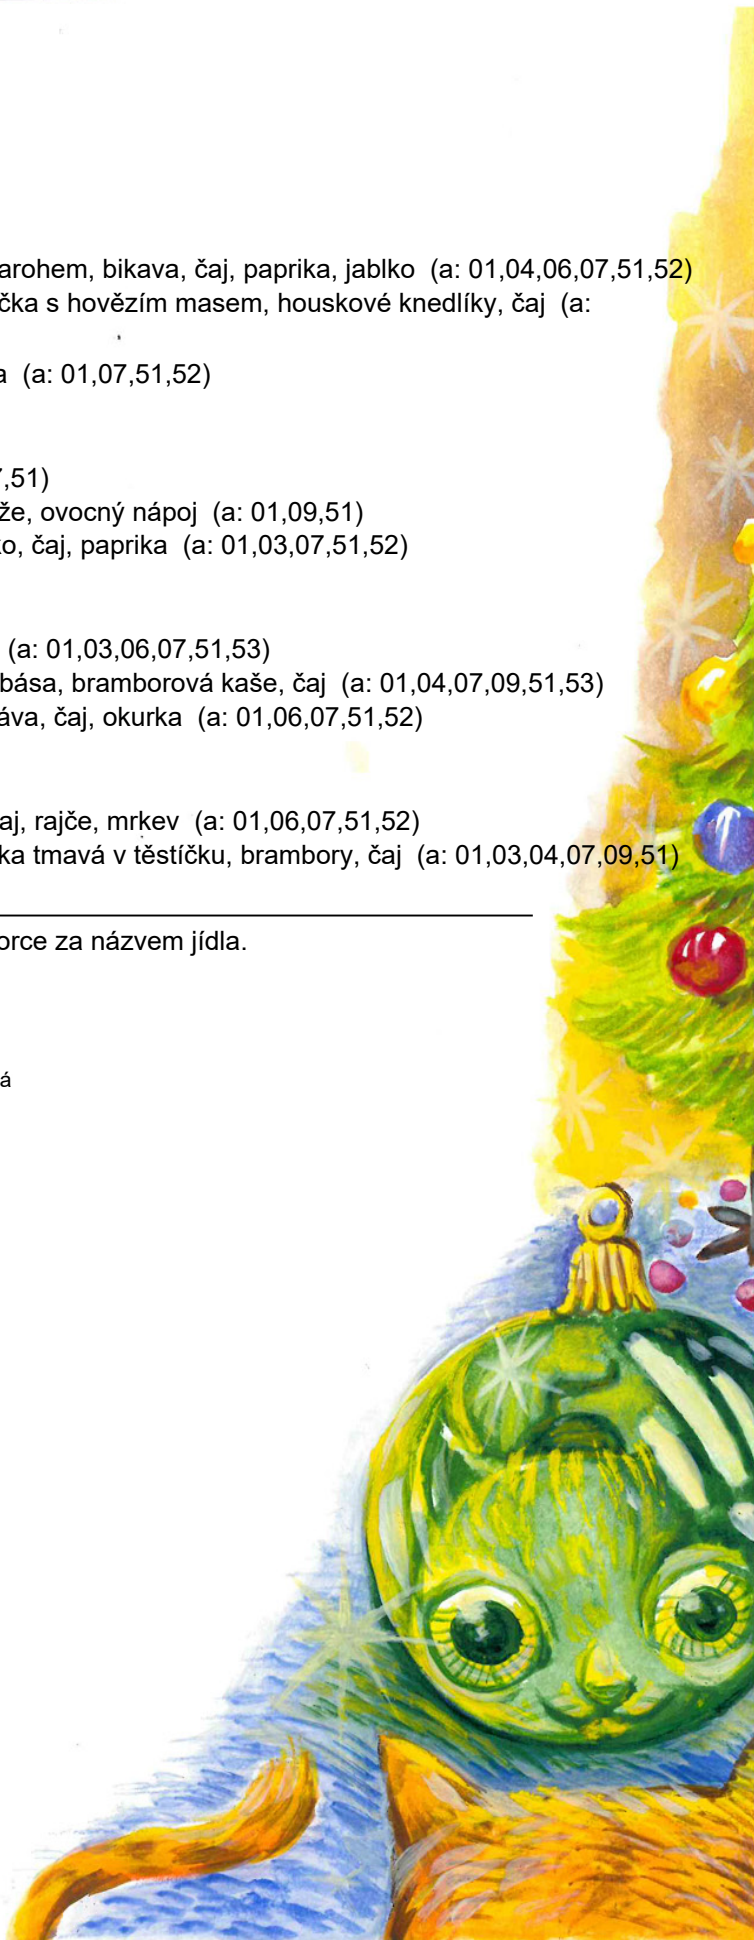 arohem, bikava, čaj, paprika, jablko (a: 01,04,06,07,51,52)
čka s hovězím masem, houskové knedlíky, čaj (a:
a (a: 01,07,51,52)
,51)
že, ovocný nápoj (a: 01,09,51)
o, čaj, paprika (a: 01,03,07,51,52)
(a: 01,03,06,07,51,53)
bása, bramborová kaše, čaj (a: 01,04,07,09,51,53)
áva, čaj, okurka (a: 01,06,07,51,52)
aj, rajče, mrkev (a: 01,06,07,51,52)
ka tmavá v těstíčku, brambory, čaj (a: 01,03,04,07,09,51)
orce za názvem jídla.
á